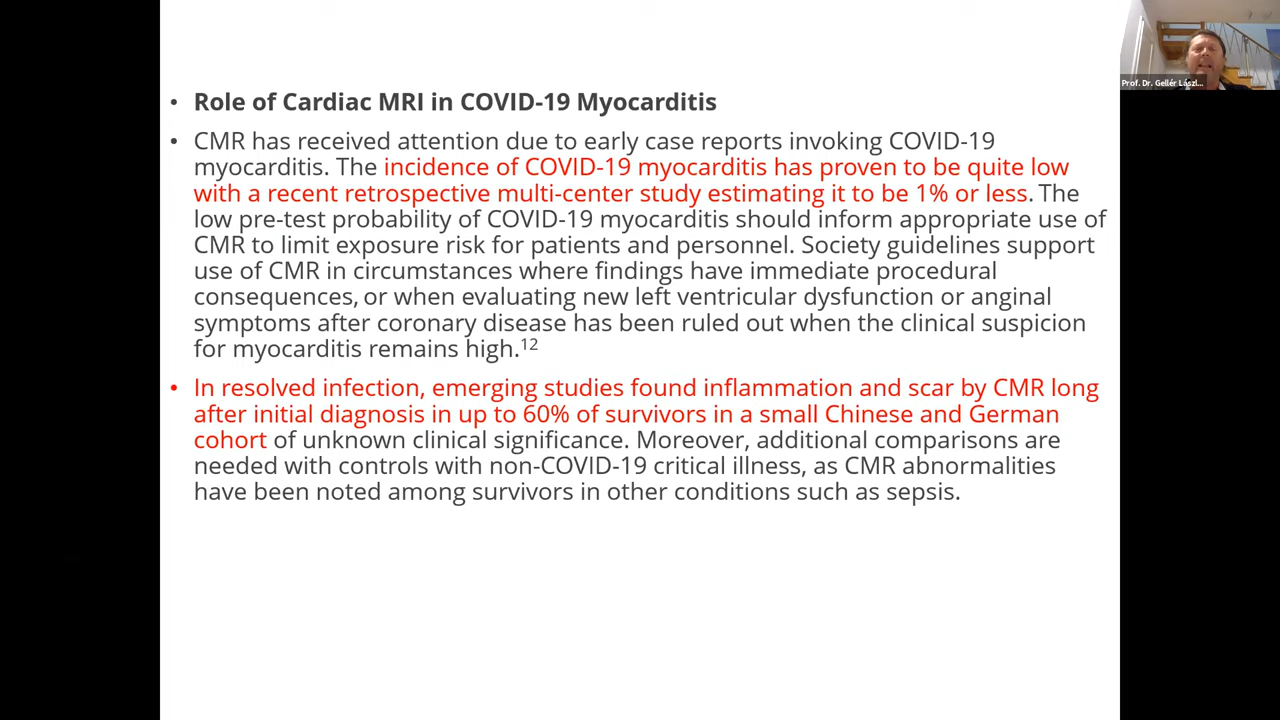 • Role of Cardiac MRI in COVID-19 Myocarditis
• CMR has received attention due to early case reports invoking COVID-19
myocarditis. The incidence of COVID-19 myocarditis has proven to be quite low
with a recent retrospective multi-center study estimating it to be 1% or less. The
low pre-test probability of COVID-19 myocarditis should inform appropriate use of
CMR to limit exposure risk for patients and personnel. Society guidelines support
use of CMR in circumstances where findings have immediate procedural
consequences, or when evaluating new left ventricular dysfunction or anginal
symptoms after coronary disease has been ruled out when the clinical suspicion
for myocarditis remains high.12
• In resolved infection, emerging studies found inflammation and scar by CMR long
after initial diagnosis in up to 60% of survivors in a small Chinese and German
cohort of unknown clinical significance. Moreover, additional comparisons are
needed with controls with non-COVID-19 critical illness, as CMR abnormalities
have been noted among survivors in other conditions such as sepsis.
Prof. Dr. Gellér Lászl...